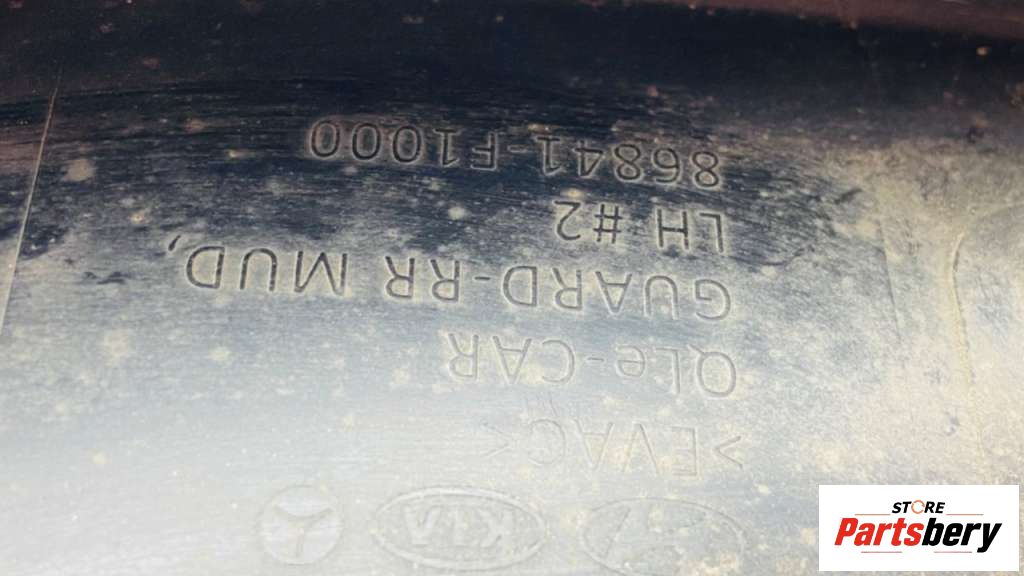 KIA
>EVAC<
QLe-CAR
GUARD-RR MUD,
LH #2
86841-F1000
STORE
Partsbery